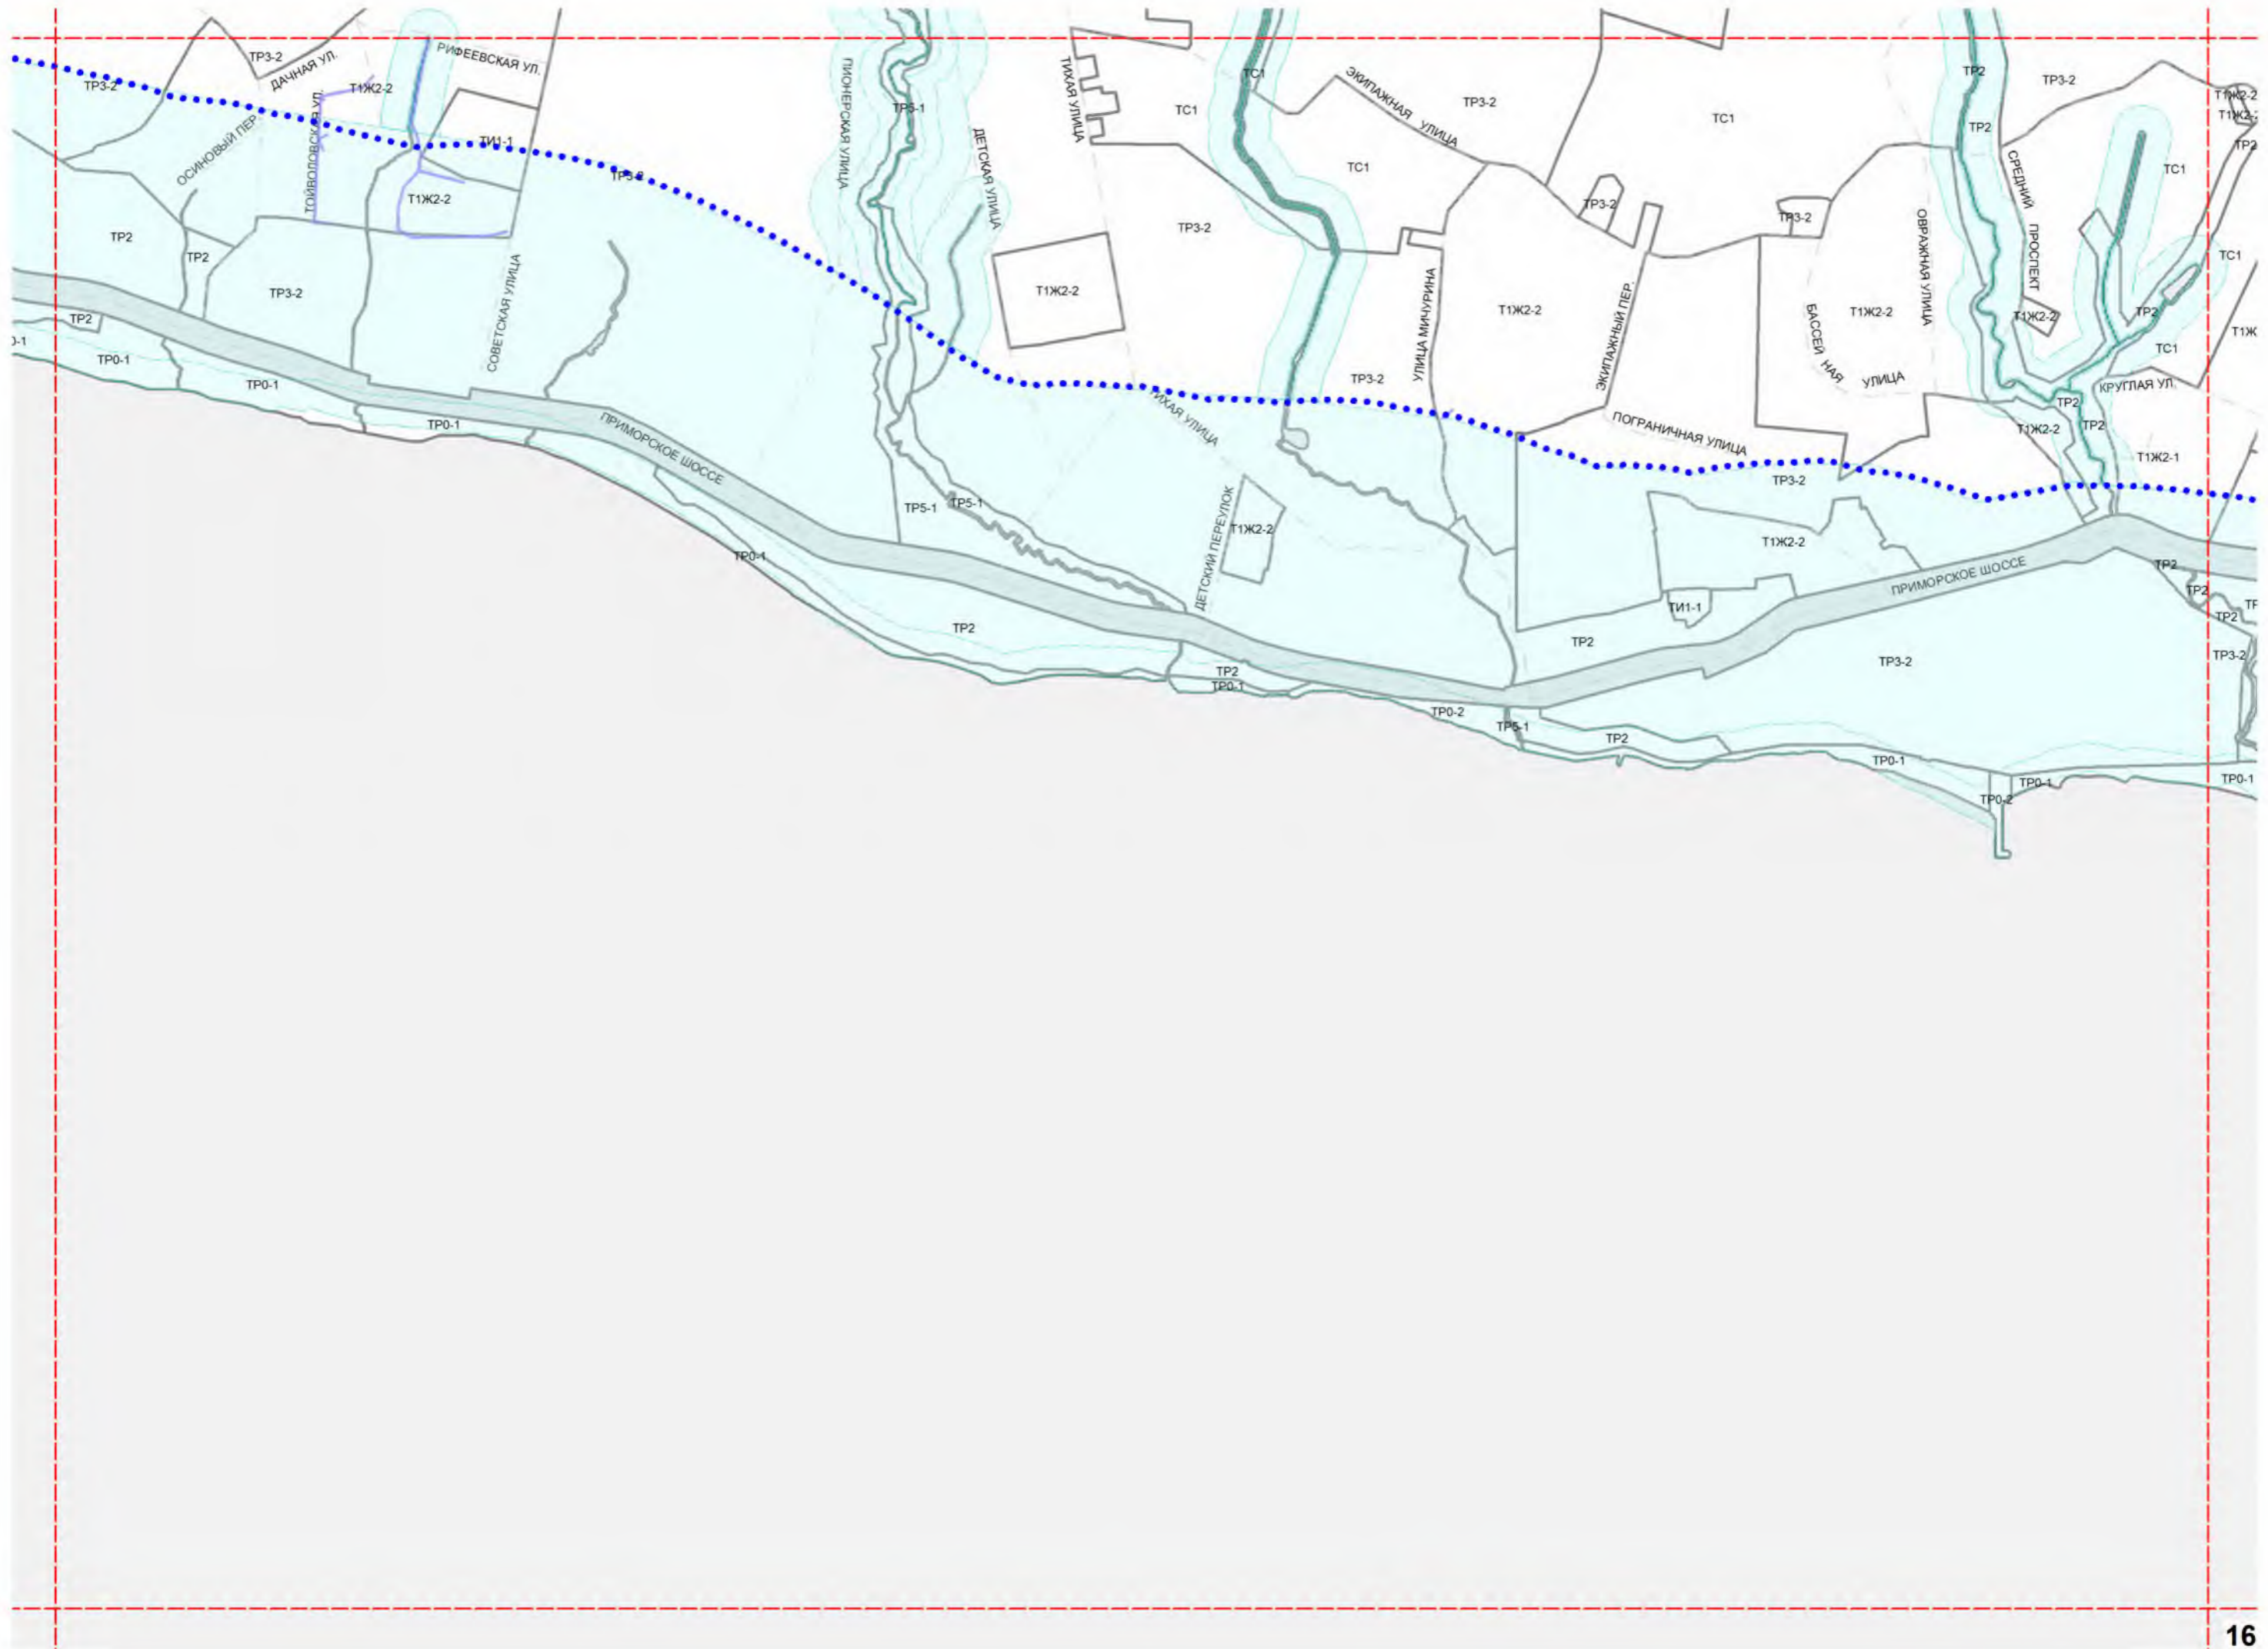 ТР3-2
ДАЧНАЯ УЛ.
РИФЕЕВСКАЯ УЛ.
ТР3-2
Т1Ж2-2
ОСИНОВЫЙ ПЕР.
ТОЙВОЛОВСКАЯ УЛ.
ТИ1-1
ТР3-2
Т1Ж2-2
ТР2
ТР2
ТР3-2
СОВЕТСКАЯ УЛИЦА
ТР2
ТР0-1
ТР0-1
ТР0-1
ПРИМОРСКОЕ ШОССЕ
ТР0-1
ПИОНЕРСКАЯ УЛИЦА
ТР5-1
ДЕТСКАЯ УЛИЦА
ТИХАЯ УЛИЦА
ТС1
ТС1
ЭКИПАЖНАЯ УЛИЦА
ТР3-2
ТС1
ТС1
ТР3-2
ТР3-2
ТР3-2
Т1Ж2-2
Т1Ж2-2
УЛИЦА МИЧУРИНА
ЭКИПАЖНЫЙ ПЕР.
ТР3-2
ТИХАЯ УЛИЦА
ПОГРАНИЧНАЯ УЛИЦА
БАССЕЙНАЯ УЛИЦА
Т1Ж2-2
ОВРАЖНАЯ УЛИЦА
ТР2
ТР2
СРЕДНИЙ ПРОСПЕКТ
ТР3-2
Т1Ж2-2
ТР2
ТС1
ТС1
Т1Ж2-2
ТР2
ТС1
КРУГЛАЯ УЛ.
ТР2
ТР2
Т1Ж2-2
Т1Ж2-1
ТР3-2
Т1Ж2-2
ДЕТСКИЙ ПЕРЕУЛОК
Т1Ж2-2
ТР5-1
ТР5-1
ТР2
ТИ1-1
ТР2
ПРИМОРСКОЕ ШОССЕ
ТР2
ТР2
ТР2
ТР3-2
ТР3-2
ТР2
ТР0-1
ТР0-2
ТР5-1
ТР2
ТР0-1
ТР0-2
ТР0-1
ТР0-1
16